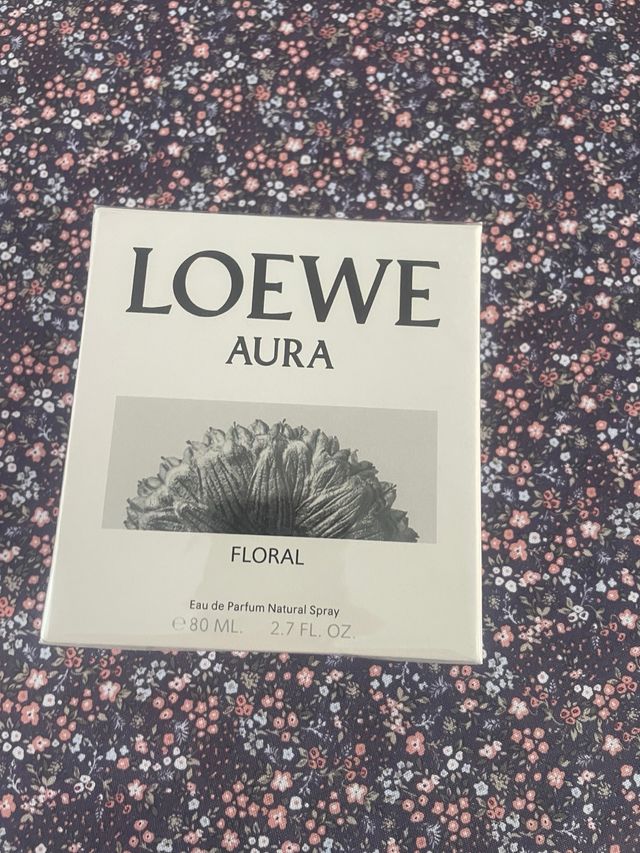 LOEWE
AURA
FLORAL
Eau de Parfum Natural Spray
℮80 ML. 2.7 FL. OZ.